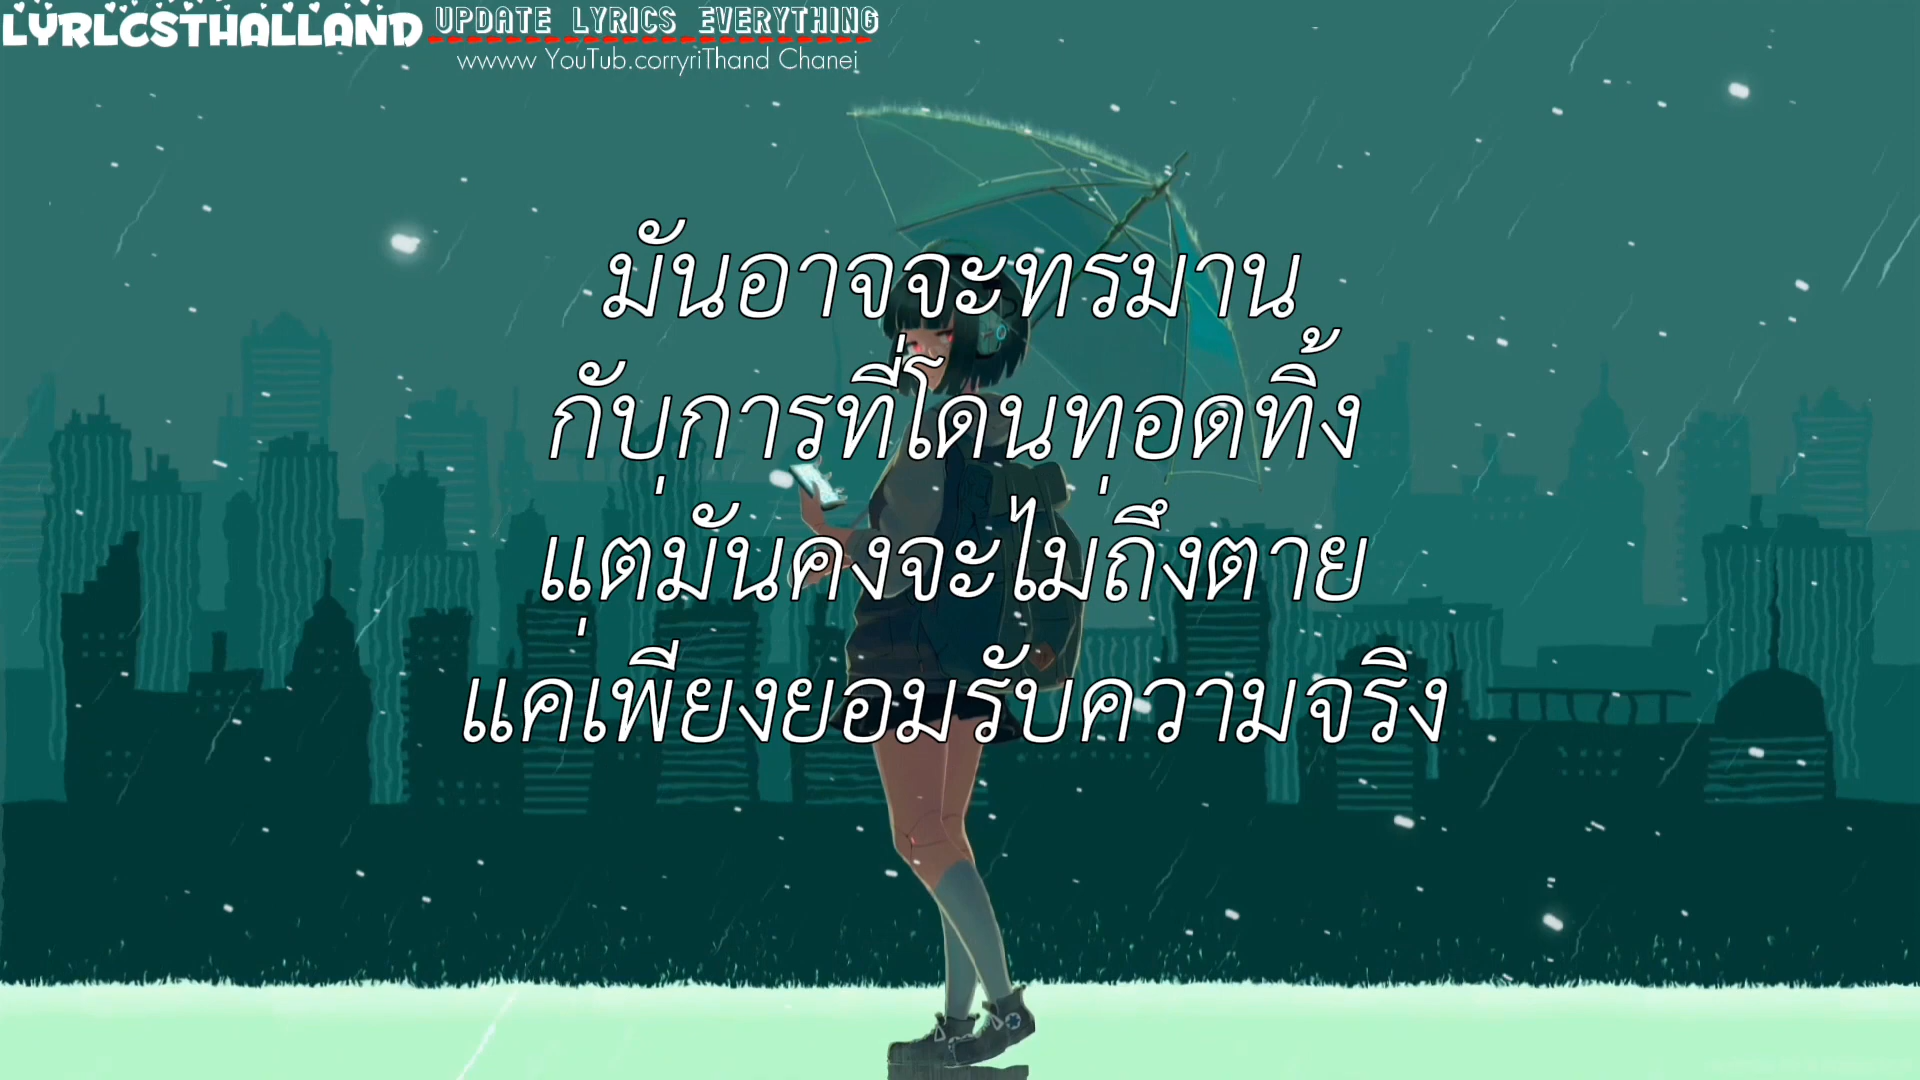 LYRLCSTHALLAND
UPDATE LYRICS EVERYTHING
wwww YouTub.corryriThand Chanei
มันอาจจะทรมาน
กับการที่โดนทอดทิ้ง
แต่มันคงจะไม่ถึงตาย
แค่เพียงยอมรับความจริง